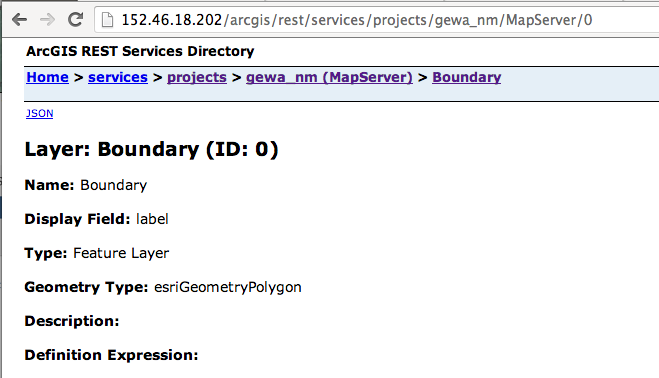 152.46.18.202/arcgis/rest/services/projects/gewa_nm/MapServer/0
ArcGIS REST Services Directory
Home > services > projects > gewa_nm (MapServer) > Boundary
JSON
Layer: Boundary (ID: 0)
Name: Boundary
Display Field: label
Type: Feature Layer
Geometry Type: esriGeometryPolygon
Description:
Definition Expression: